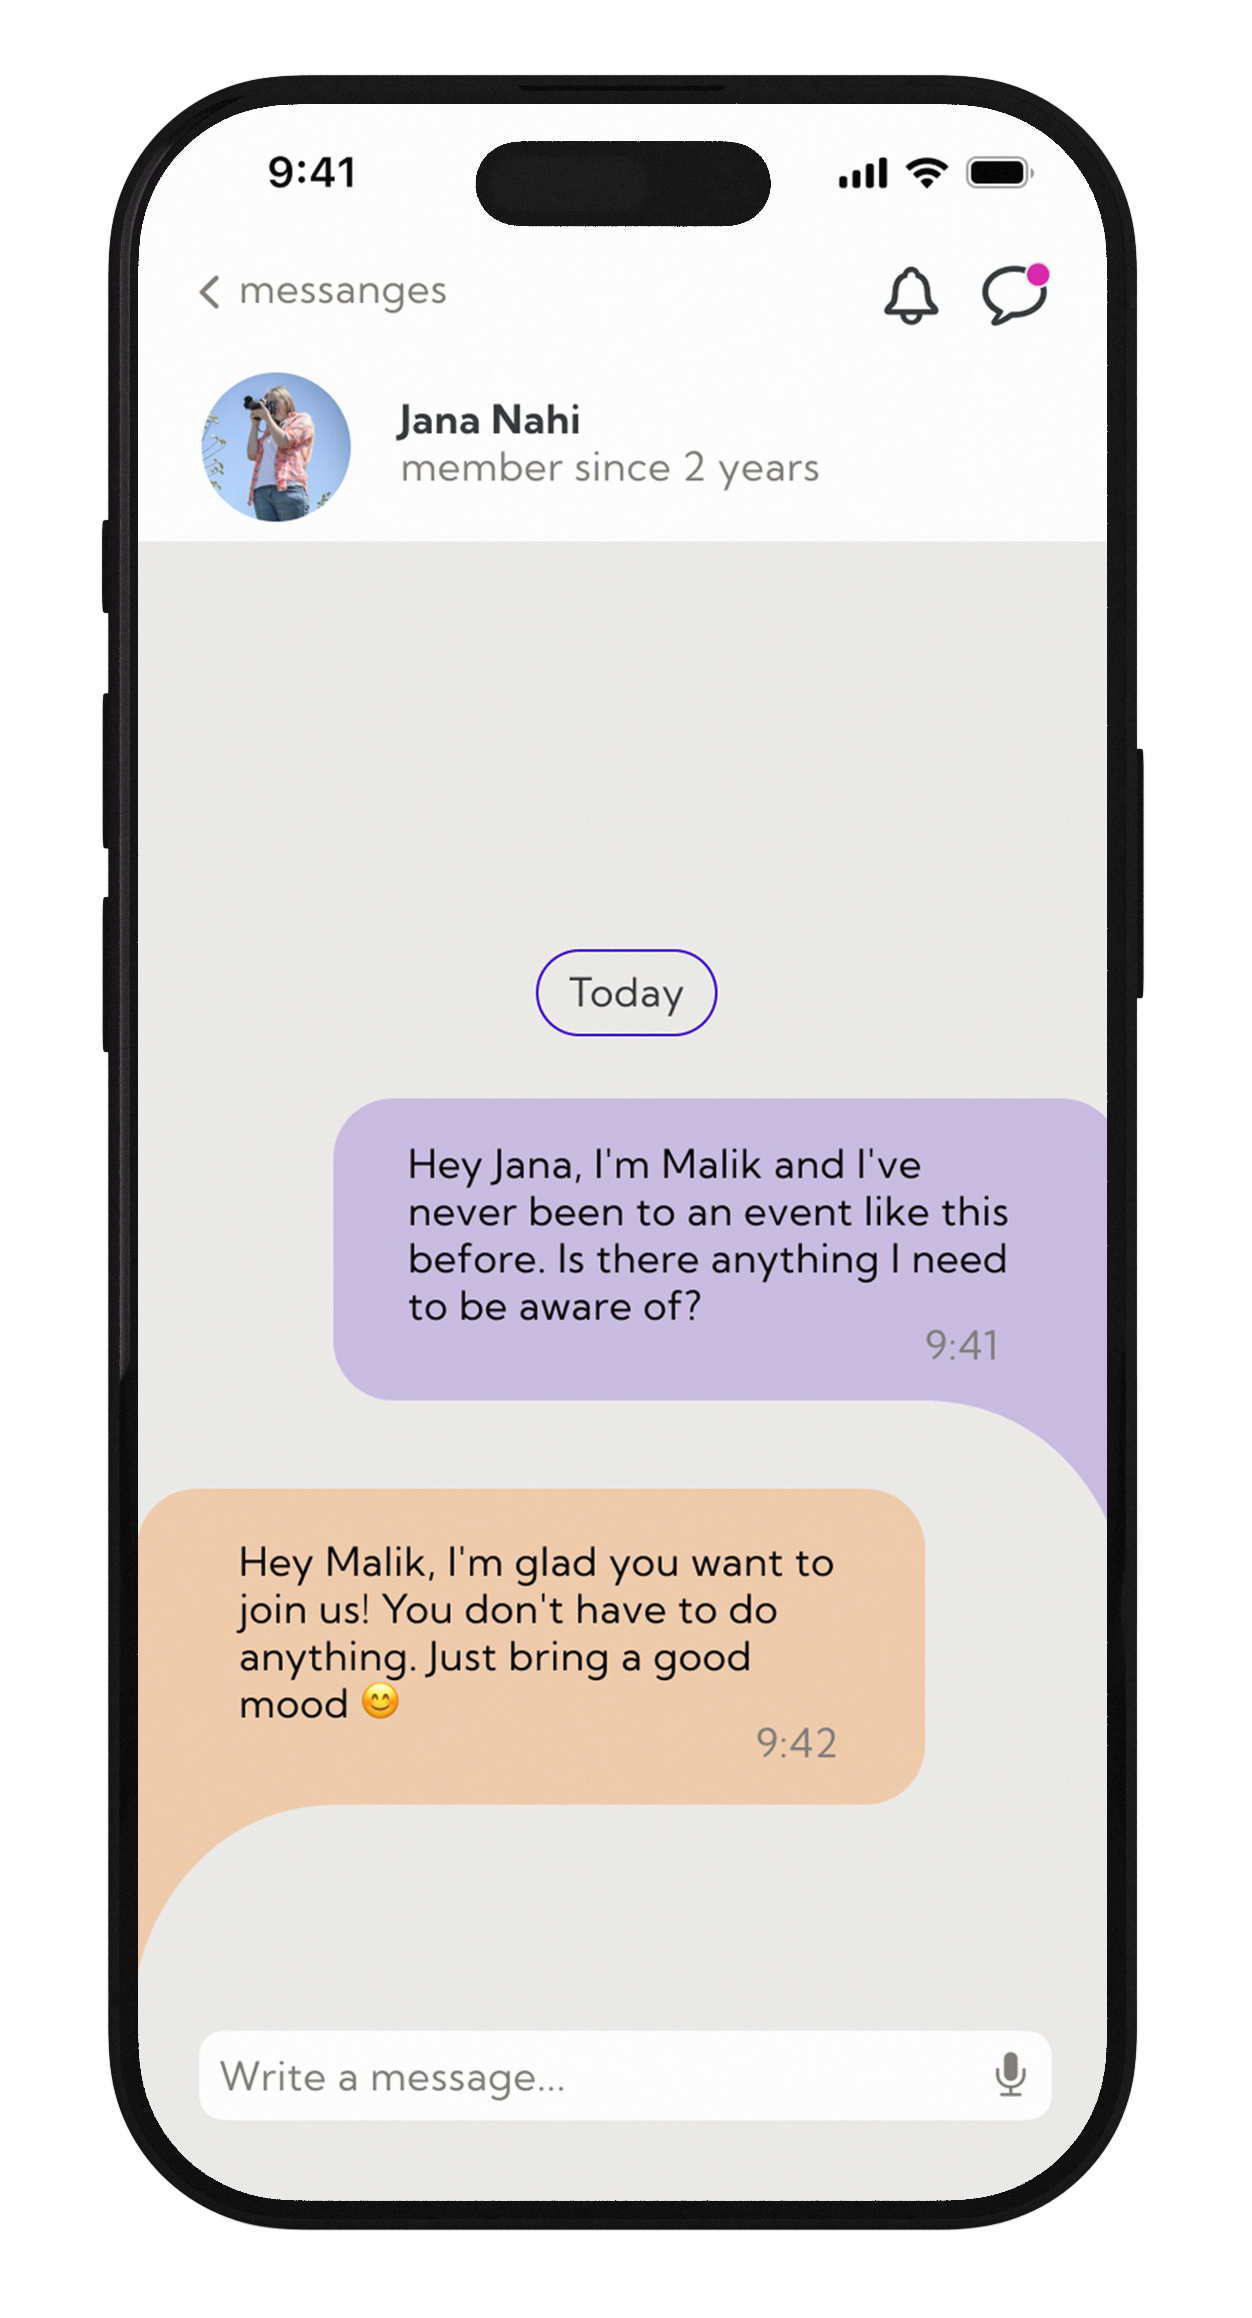 9:41
messanges
Jana Nahi
member since 2 years
Today
Hey Jana, I'm Malik and I've
never been to an event like this
before. Is there anything I need
to be aware of?
9:41
Hey Malik, I'm glad you want to
join us! You don't have to do
anything. Just bring a good
mood 😊
9:42
Write a message...